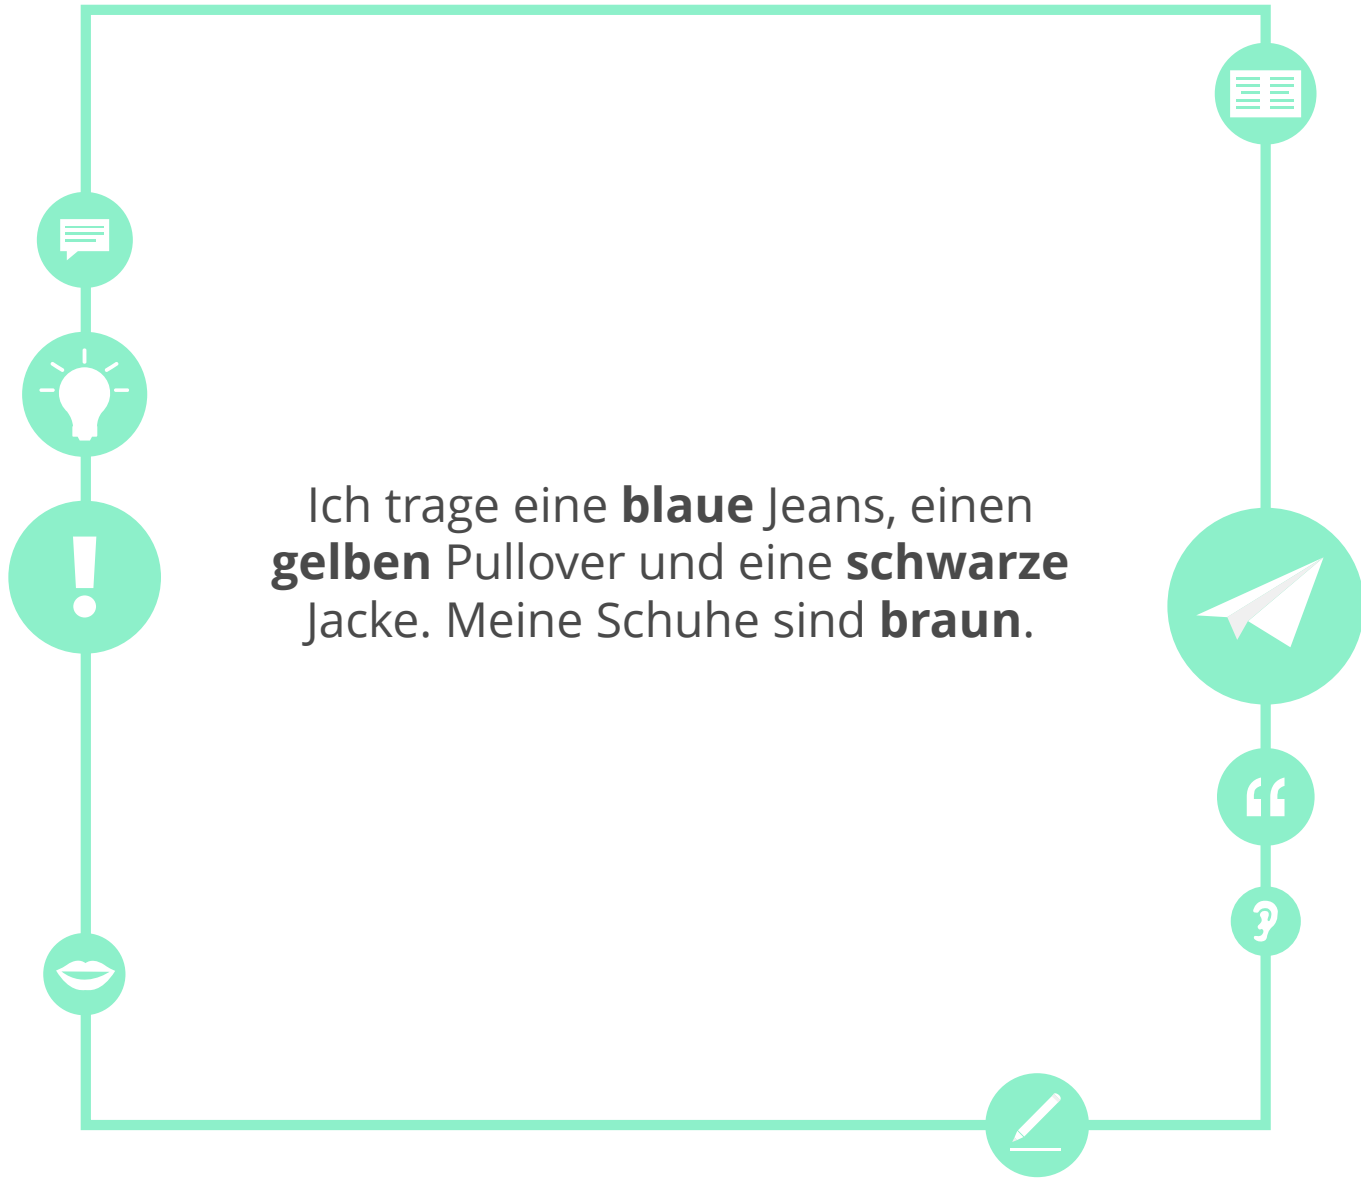 Ich trage eine blaue Jeans, einen
gelben Pullover und eine schwarze
Jacke. Meine Schuhe sind braun.